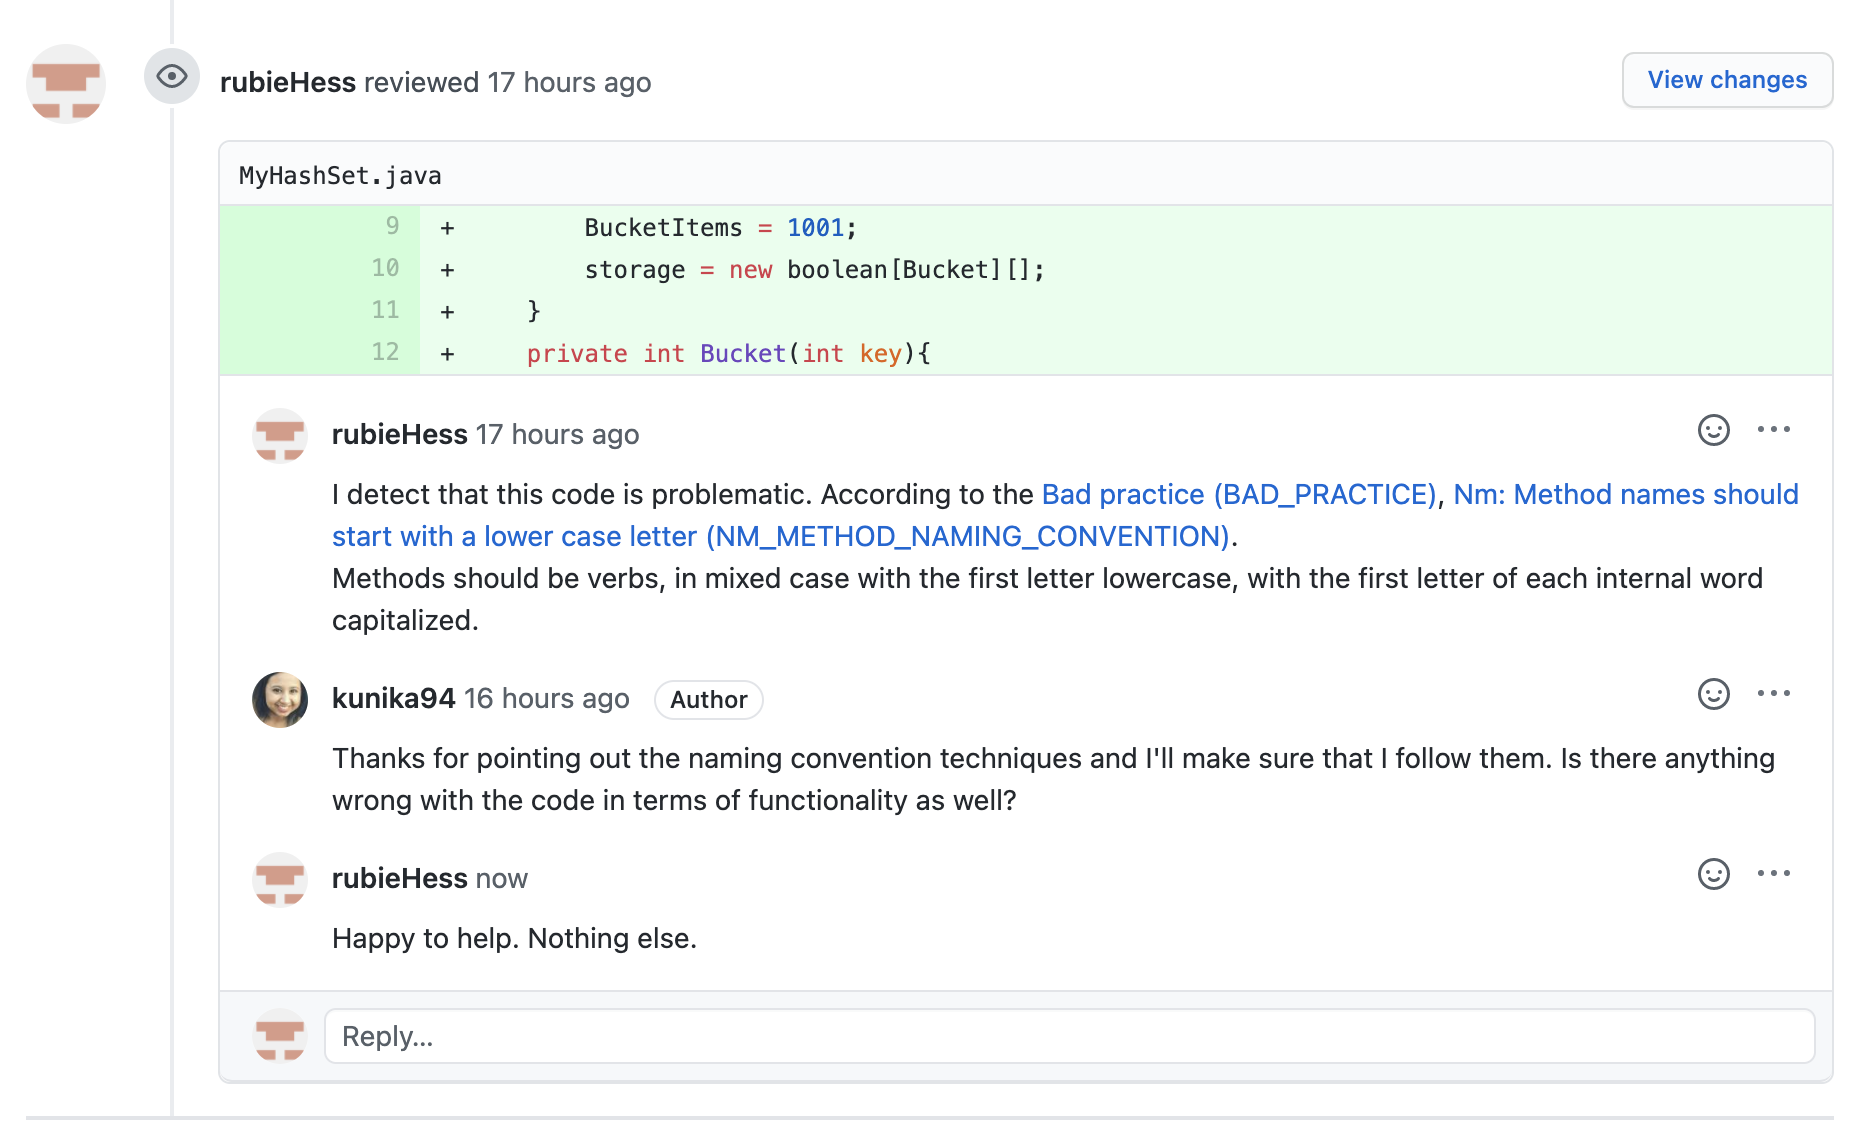 rubieHess reviewed 17 hours ago
View changes
MyHashSet.java
9 + BucketItems = 1001;
10 + storage = new boolean[Bucket][];
11 + }
12 + private int Bucket(int key){
rubieHess 17 hours ago
I detect that this code is problematic. According to the Bad practice (BAD_PRACTICE), Nm: Method names should
start with a lower case letter (NM_METHOD_NAMING_CONVENTION).
Methods should be verbs, in mixed case with the first letter lowercase, with the first letter of each internal word
capitalized.
kunika94 16 hours ago Author
Thanks for pointing out the naming convention techniques and I'll make sure that I follow them. Is there anything
wrong with the code in terms of functionality as well?
rubieHess now
Happy to help. Nothing else.
Reply...